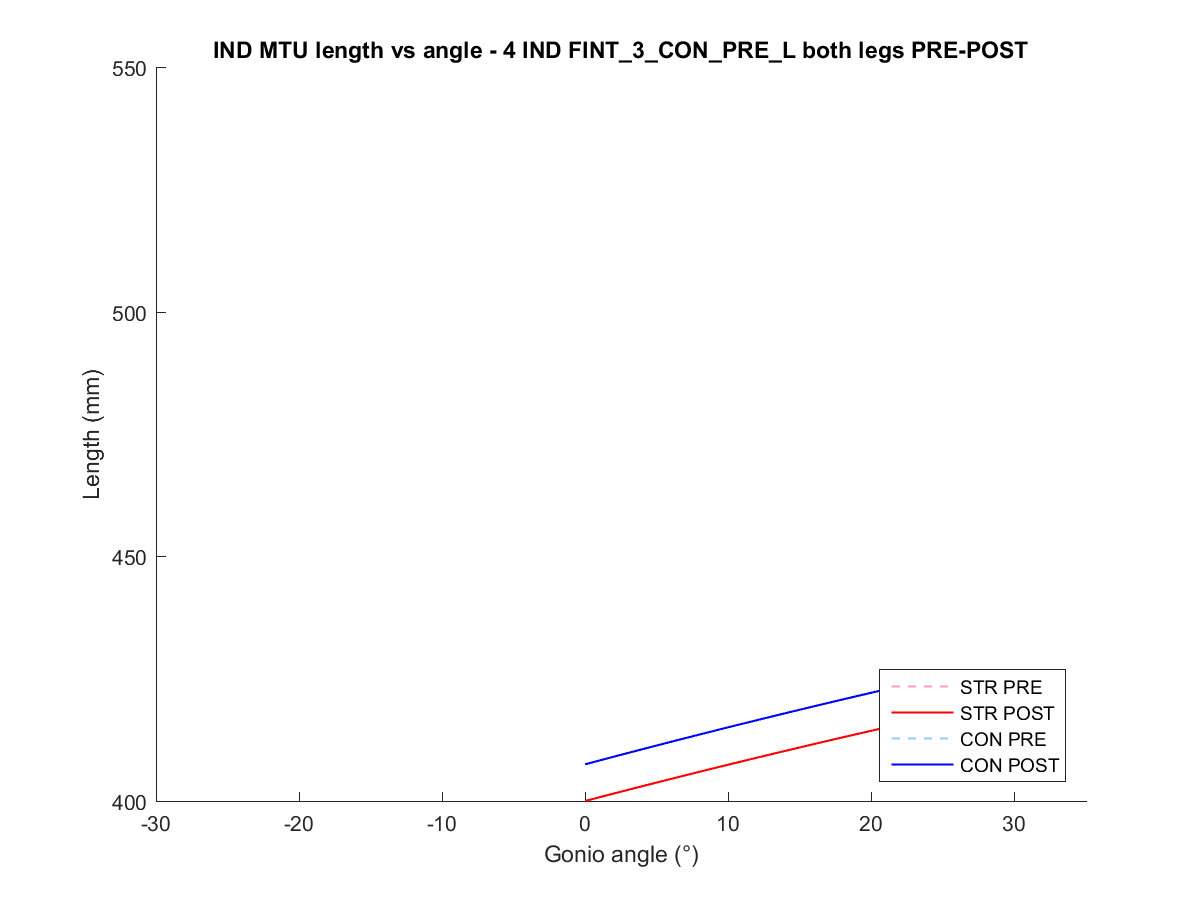 IND MTU length vs angle - 4 IND FINT_3_CON_PRE_L both legs PRE-POST
550
500
450
400
Length (mm)
STR PRE
STR POST
CON PRE
CON POST
-30 -20 -10 0 10 20 30
Gonio angle (°)